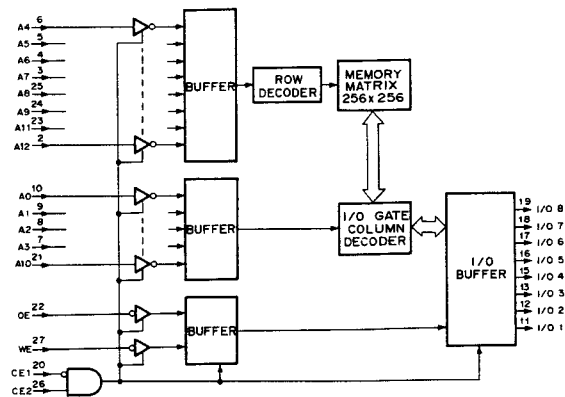 A4 6
A5 5
A6 4
A7 3
A8 25
A9 24
A11 23
A12 2
BUFFER
ROW
DECODER
MEMORY
MATRIX
256 x 256
A0 10
A1 9
A2 8
A3 7
A10 21
BUFFER
I/O GATE
COLUMN
DECODER
I/O
BUFFER
19 I/O 8
18 I/O 7
17 I/O 6
16 I/O 5
15 I/O 4
13 I/O 3
12 I/O 2
11 I/O 1
OE 22
WE 27
BUFFER
CE1 20
CE2 26